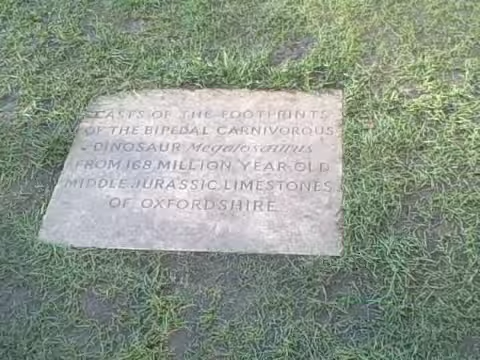 CASTS OF THE FOOTPRINTS
OF THE BIPEDAL CARNIVOROUS
DINOSAUR Megalosaurus
FROM 168 MILLION YEAR OLD
MIDDLE JURASSIC LIMESTONES
OF OXFORDSHIRE